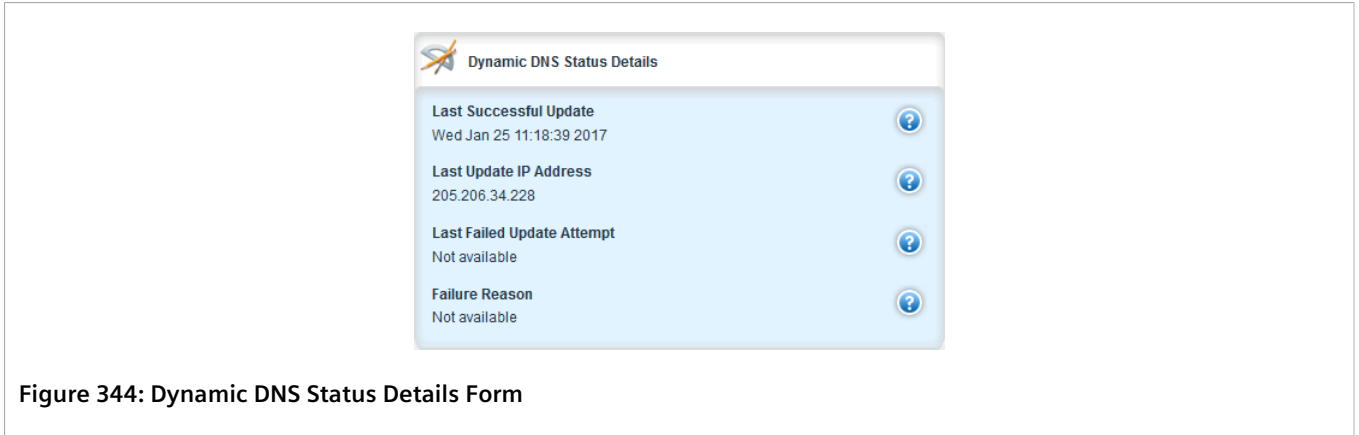 Dynamic DNS Status Details
Last Successful Update
Wed Jan 25 11:18:39 2017
Last Update IP Address
205.206.34.228
Last Failed Update Attempt
Not available
Failure Reason
Not available
Figure 344: Dynamic DNS Status Details Form